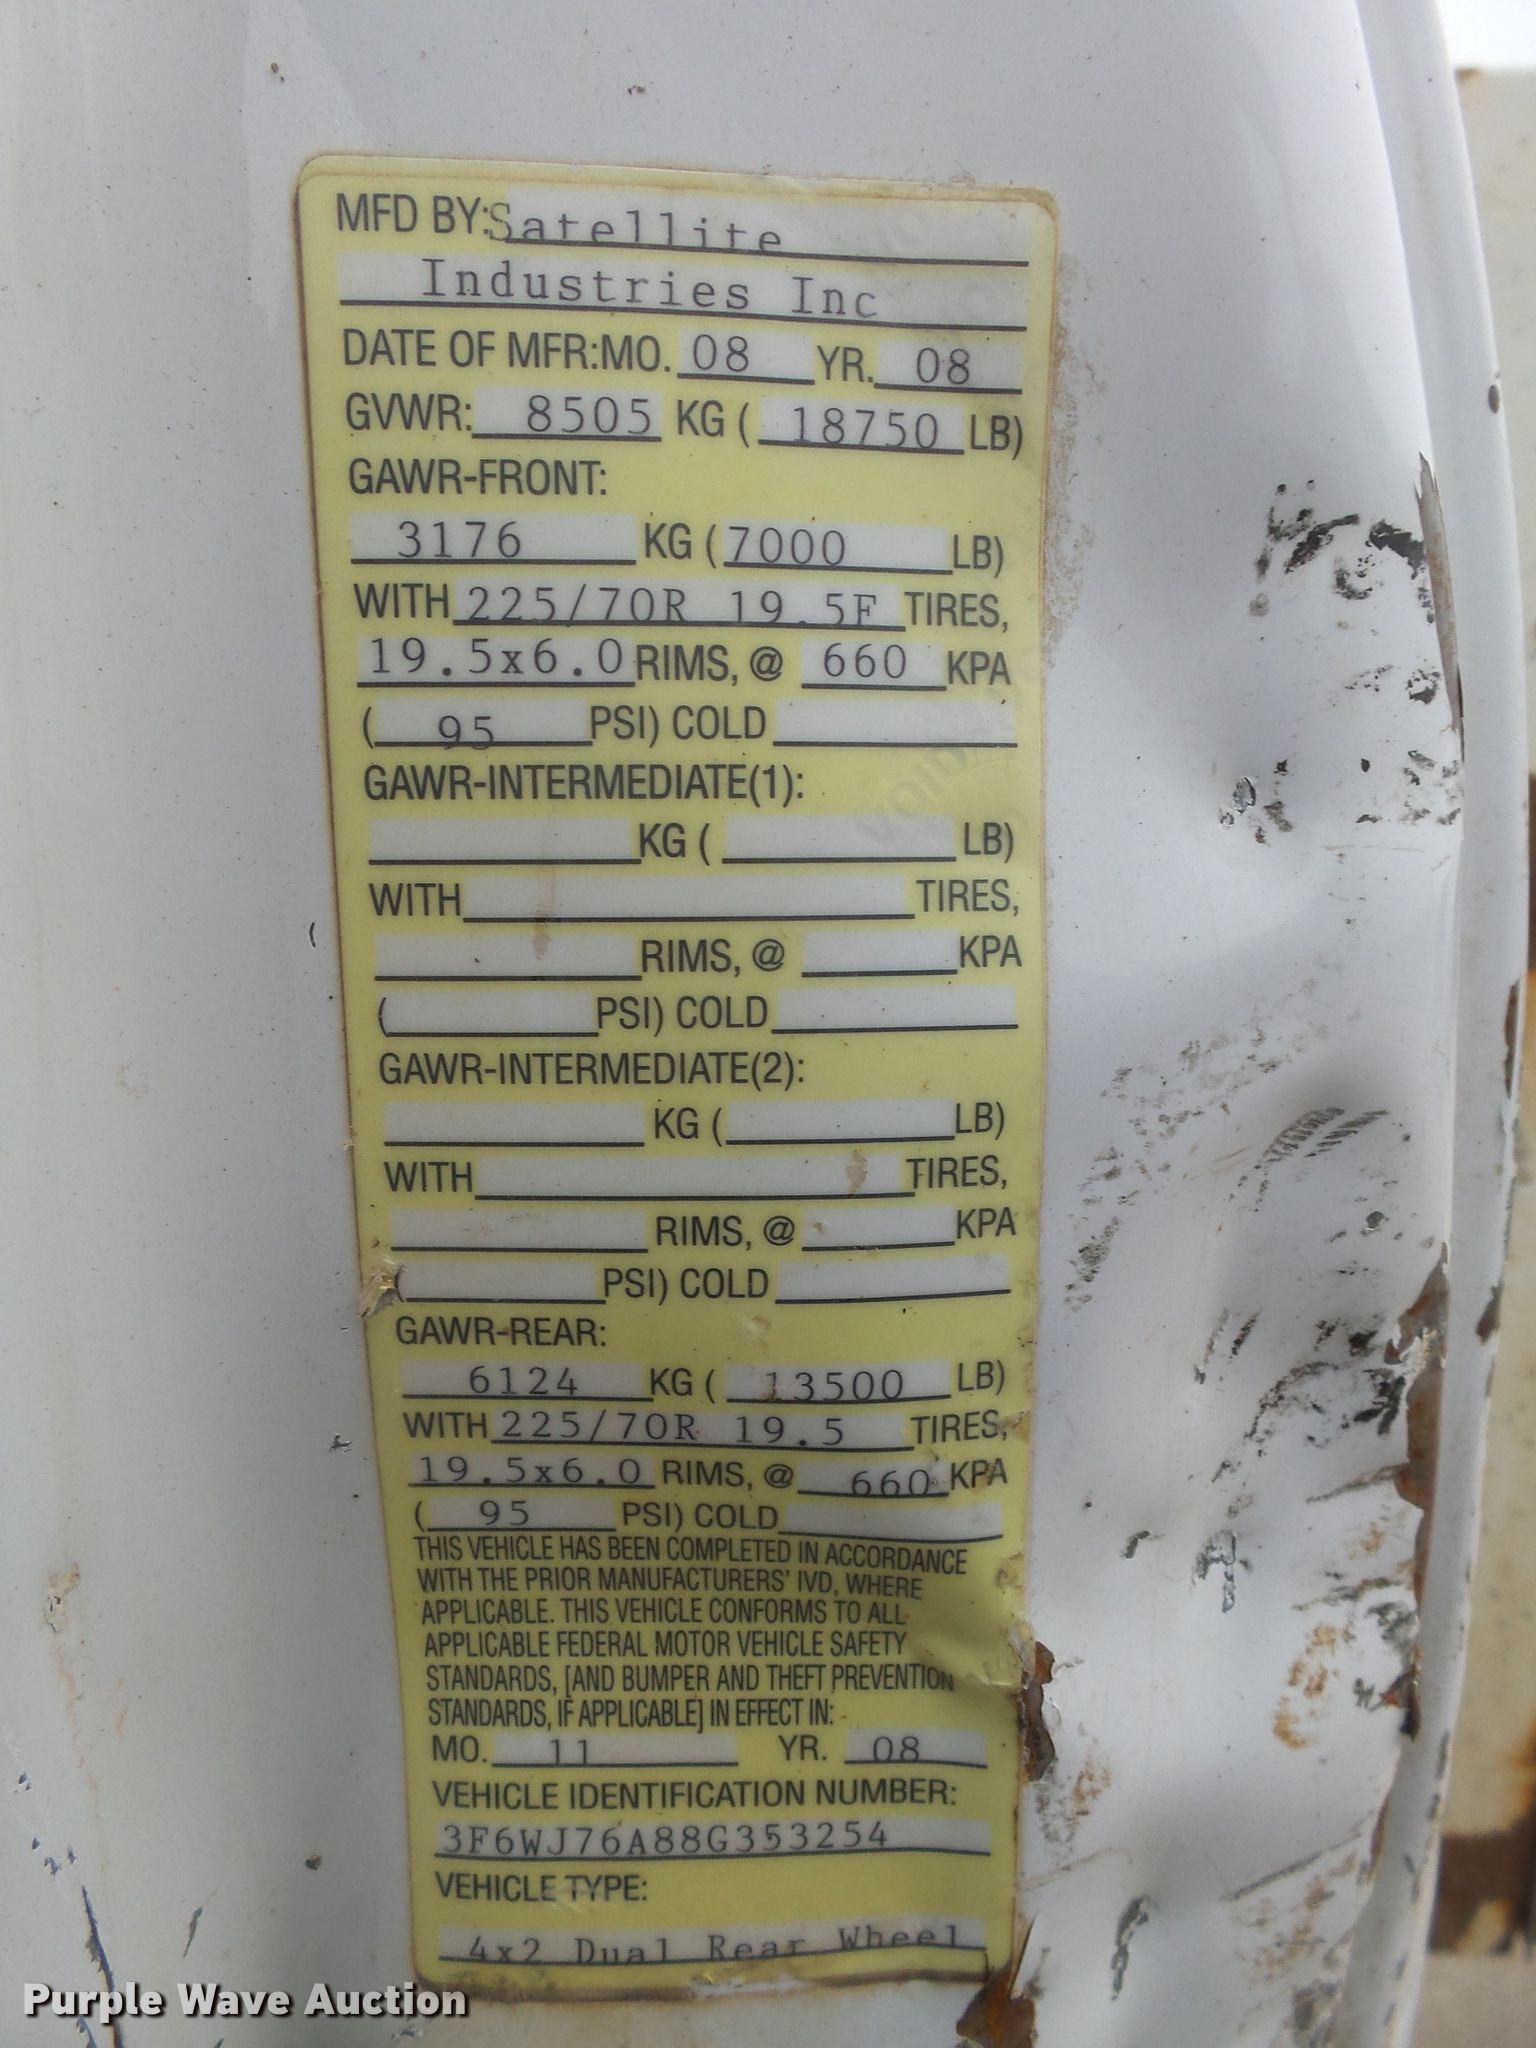 MFD BY: Satellite
Industries Inc
DATE OF MFR: MO. 08 YR. 08
GVWR: 8505 KG ( 18750 LB)
GAWR-FRONT:
3176 KG ( 7000 LB)
WITH 225/70R 19.5F TIRES,
19.5x6.0 RIMS, @ 660 KPA
( 95 PSI) COLD
GAWR-INTERMEDIATE(1):
KG ( LB)
WITH TIRES,
RIMS, @ KPA
( PSI) COLD
GAWR-INTERMEDIATE(2):
KG ( LB)
WITH TIRES,
RIMS, @ KPA
( PSI) COLD
GAWR-REAR:
6124 KG ( 13500 LB)
WITH 225/70R 19.5 TIRES,
19.5x6.0 RIMS, @ 660 KPA
( 95 PSI) COLD
THIS VEHICLE HAS BEEN COMPLETED IN ACCORDANCE
WITH THE PRIOR MANUFACTURERS' IVD, WHERE
APPLICABLE. THIS VEHICLE CONFORMS TO ALL
APPLICABLE FEDERAL MOTOR VEHICLE SAFETY
STANDARDS, [AND BUMPER AND THEFT PREVENTION
STANDARDS, IF APPLICABLE] IN EFFECT IN:
MO. 11 YR. 08
VEHICLE IDENTIFICATION NUMBER:
3F6WJ76A88G353254
VEHICLE TYPE:
4x2 Dual Rear Wheel
Purple Wave Auction